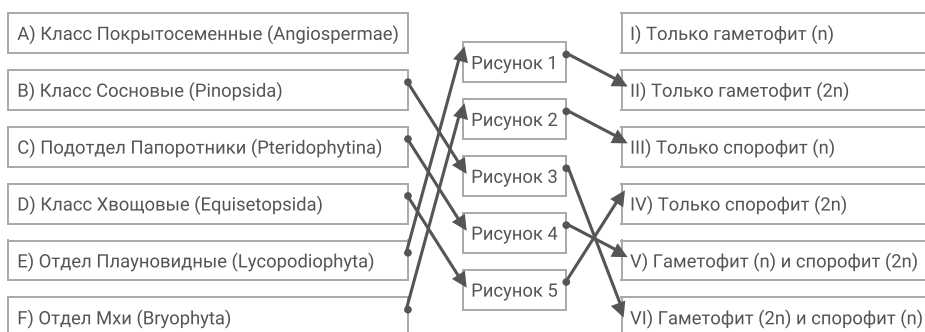 A) Класс Покрытосеменные (Angiospermae)
B) Класс Сосновые (Pinopsida)
C) Подотдел Папоротники (Pteridophytina)
D) Класс Хвощовые (Equisetopsida)
E) Отдел Плауновидные (Lycopodiophyta)
F) Отдел Мхи (Bryophyta)
Рисунок 1
Рисунок 2
Рисунок 3
Рисунок 4
Рисунок 5
I) Только гаметофит (n)
II) Только гаметофит (2n)
III) Только спорофит (n)
IV) Только спорофит (2n)
V) Гаметофит (n) и спорофит (2n)
VI) Гаметофит (2n) и спорофит (n)